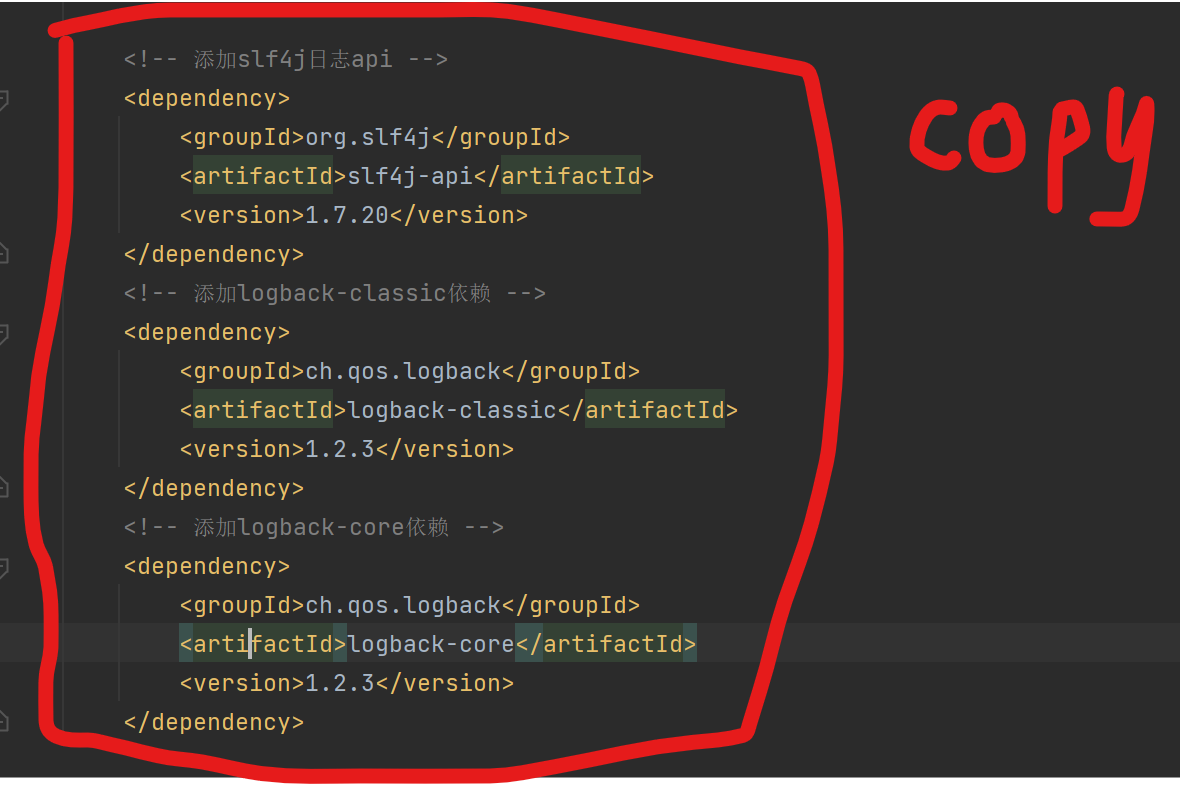 <!-- 添加slf4j日志api -->
<dependency>
    <groupId>org.slf4j</groupId>
    <artifactId>slf4j-api</artifactId>
    <version>1.7.20</version>
</dependency>
<!-- 添加logback-classic依赖 -->
<dependency>
    <groupId>ch.qos.logback</groupId>
    <artifactId>logback-classic</artifactId>
    <version>1.2.3</version>
</dependency>
<!-- 添加logback-core依赖 -->
<dependency>
    <groupId>ch.qos.logback</groupId>
    <artifactId>logback-core</artifactId>
    <version>1.2.3</version>
</dependency>
copy